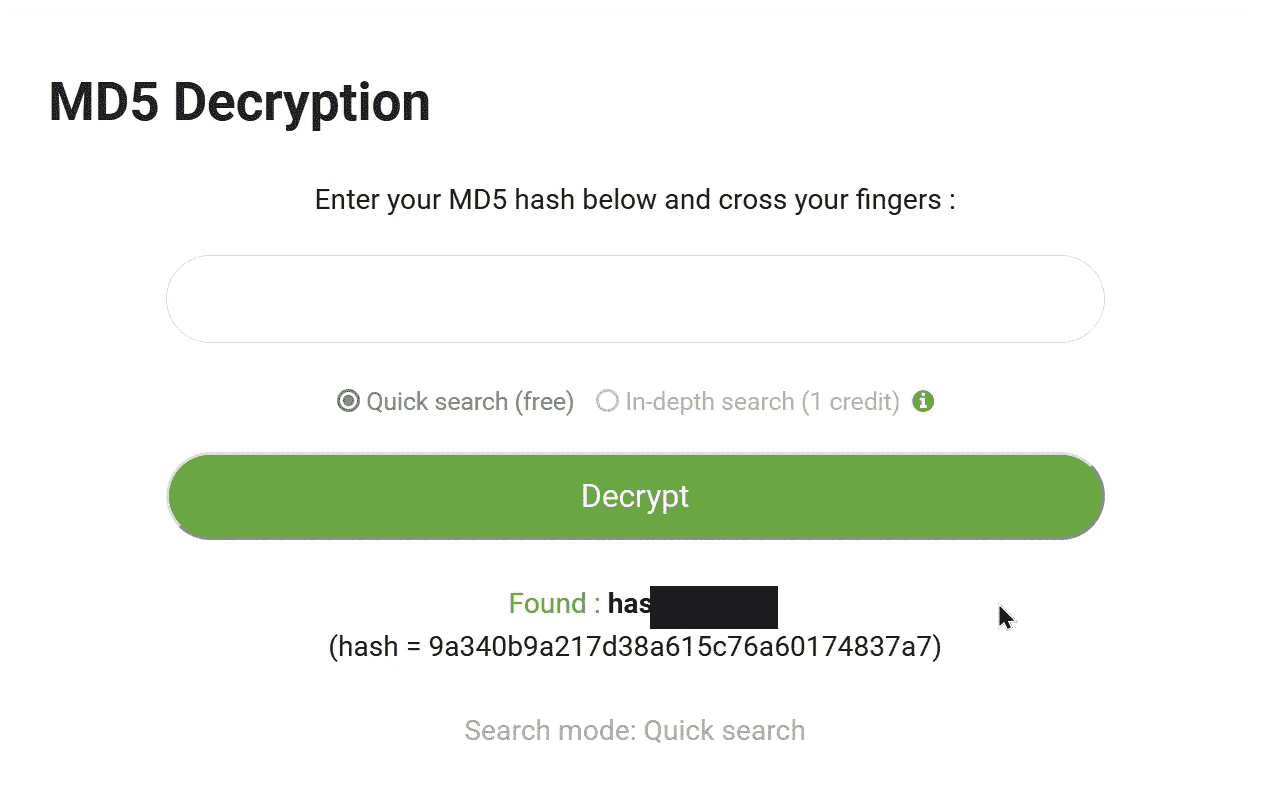 MD5 Decryption
Enter your MD5 hash below and cross your fingers :
Quick search (free) In-depth search (1 credit)
Decrypt
Found : has
(hash = 9a340b9a217d38a615c76a60174837a7)
Search mode: Quick search